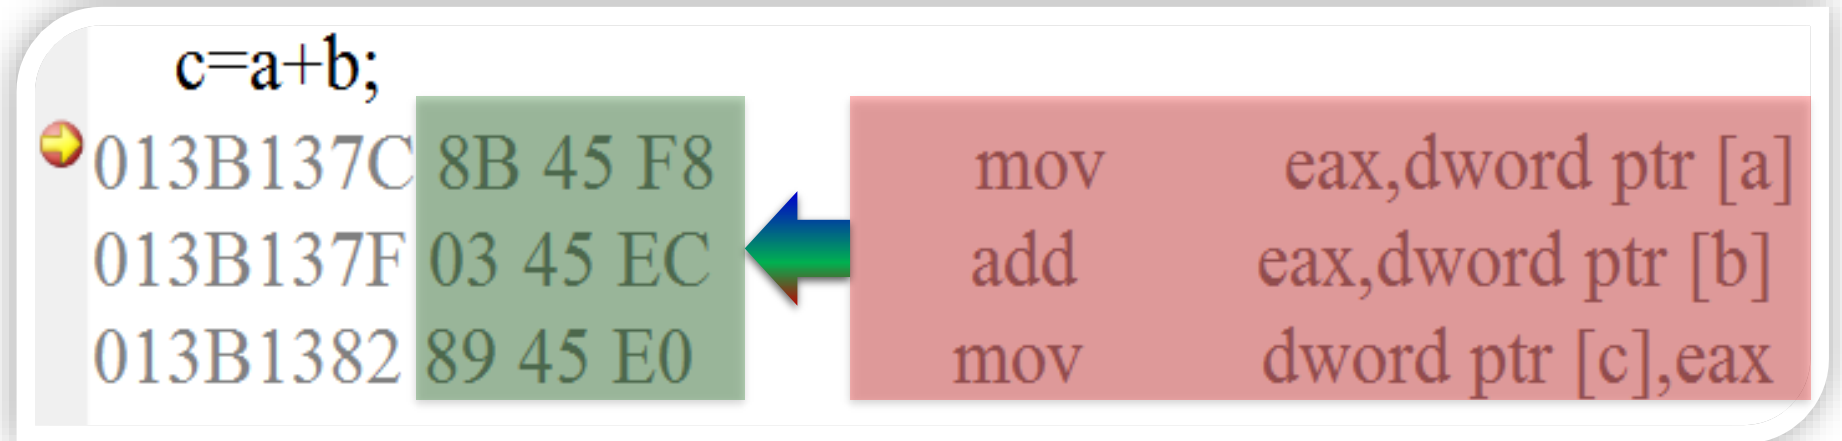 c=a+b;
013B137C 8B 45 F8 mov eax,dword ptr [a]
013B137F 03 45 EC add eax,dword ptr [b]
013B1382 89 45 E0 mov dword ptr [c],eax